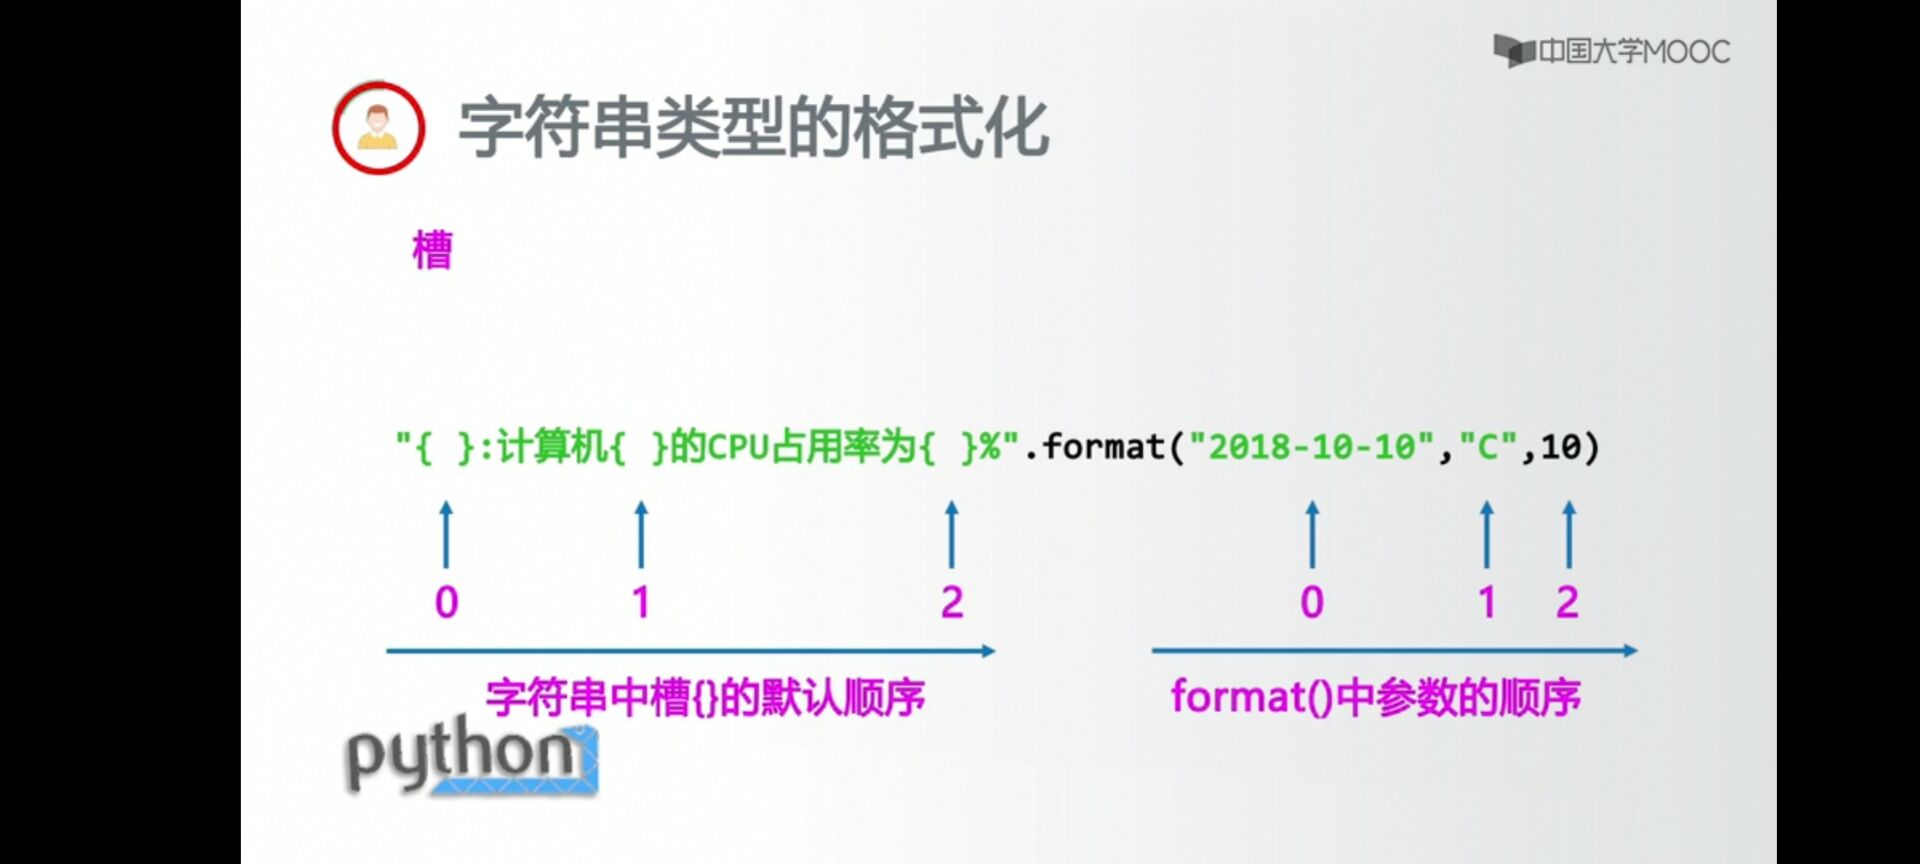 中国大学MOOC
字符串类型的格式化
槽
"{ }:计算机{ }的CPU占用率为{ }%".format("2018-10-10","C",10)
0 1 2 0 1 2
字符串中槽{}的默认顺序 format()中参数的顺序
python